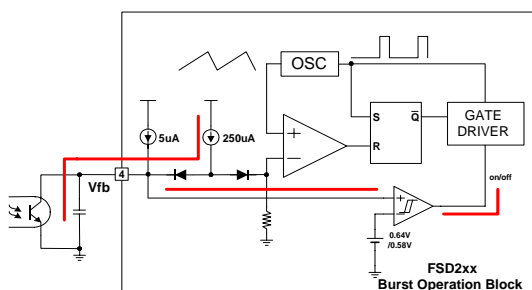 OSC
5uA
250uA
+
−
S
Q
R
GATE
DRIVER
4
Vfb
on/off
+
−
0.64V
/0.58V
FSD2xx
Burst Operation Block